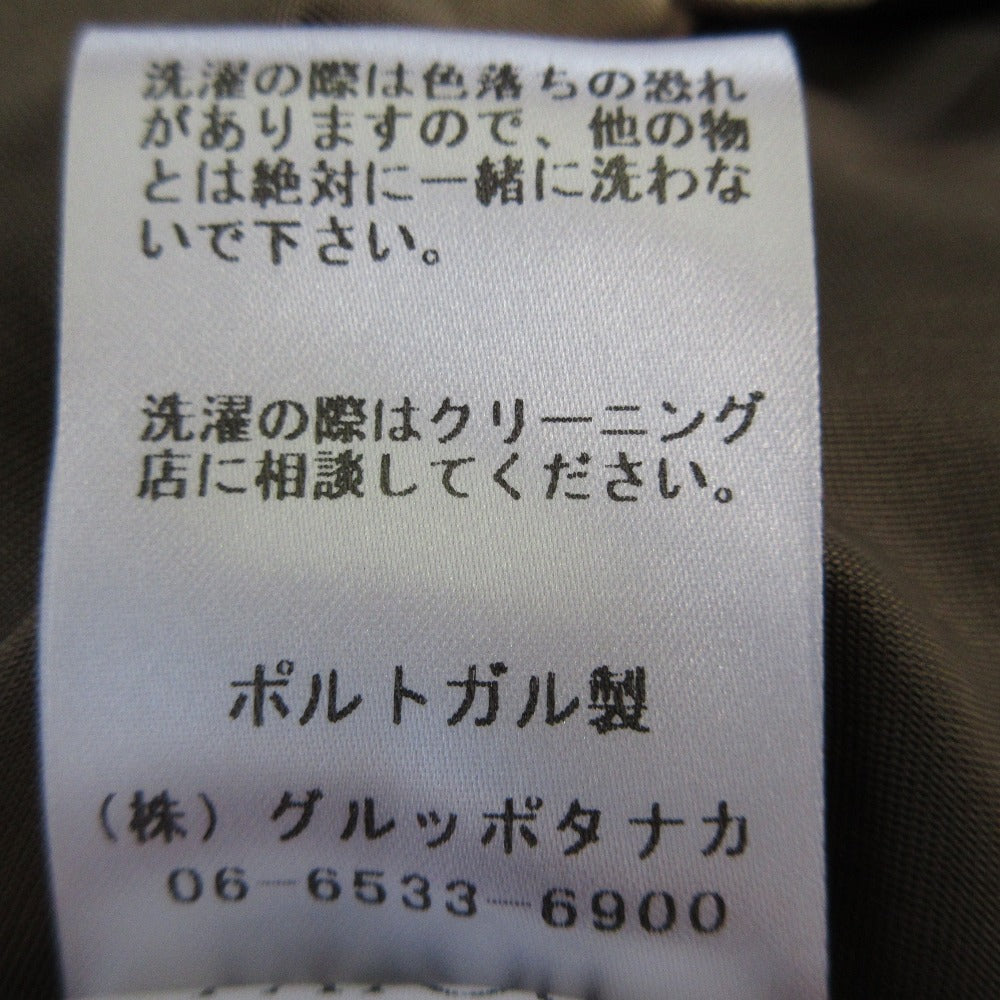 洗濯の際は色落ちの恐れ
がありますので、他の物
とは絶対に一緒に洗わな
いで下さい。
洗濯の際はクリーニング
店に相談してください。
ポルトガル製
(株)グルッポタナカ
06-6533-6900